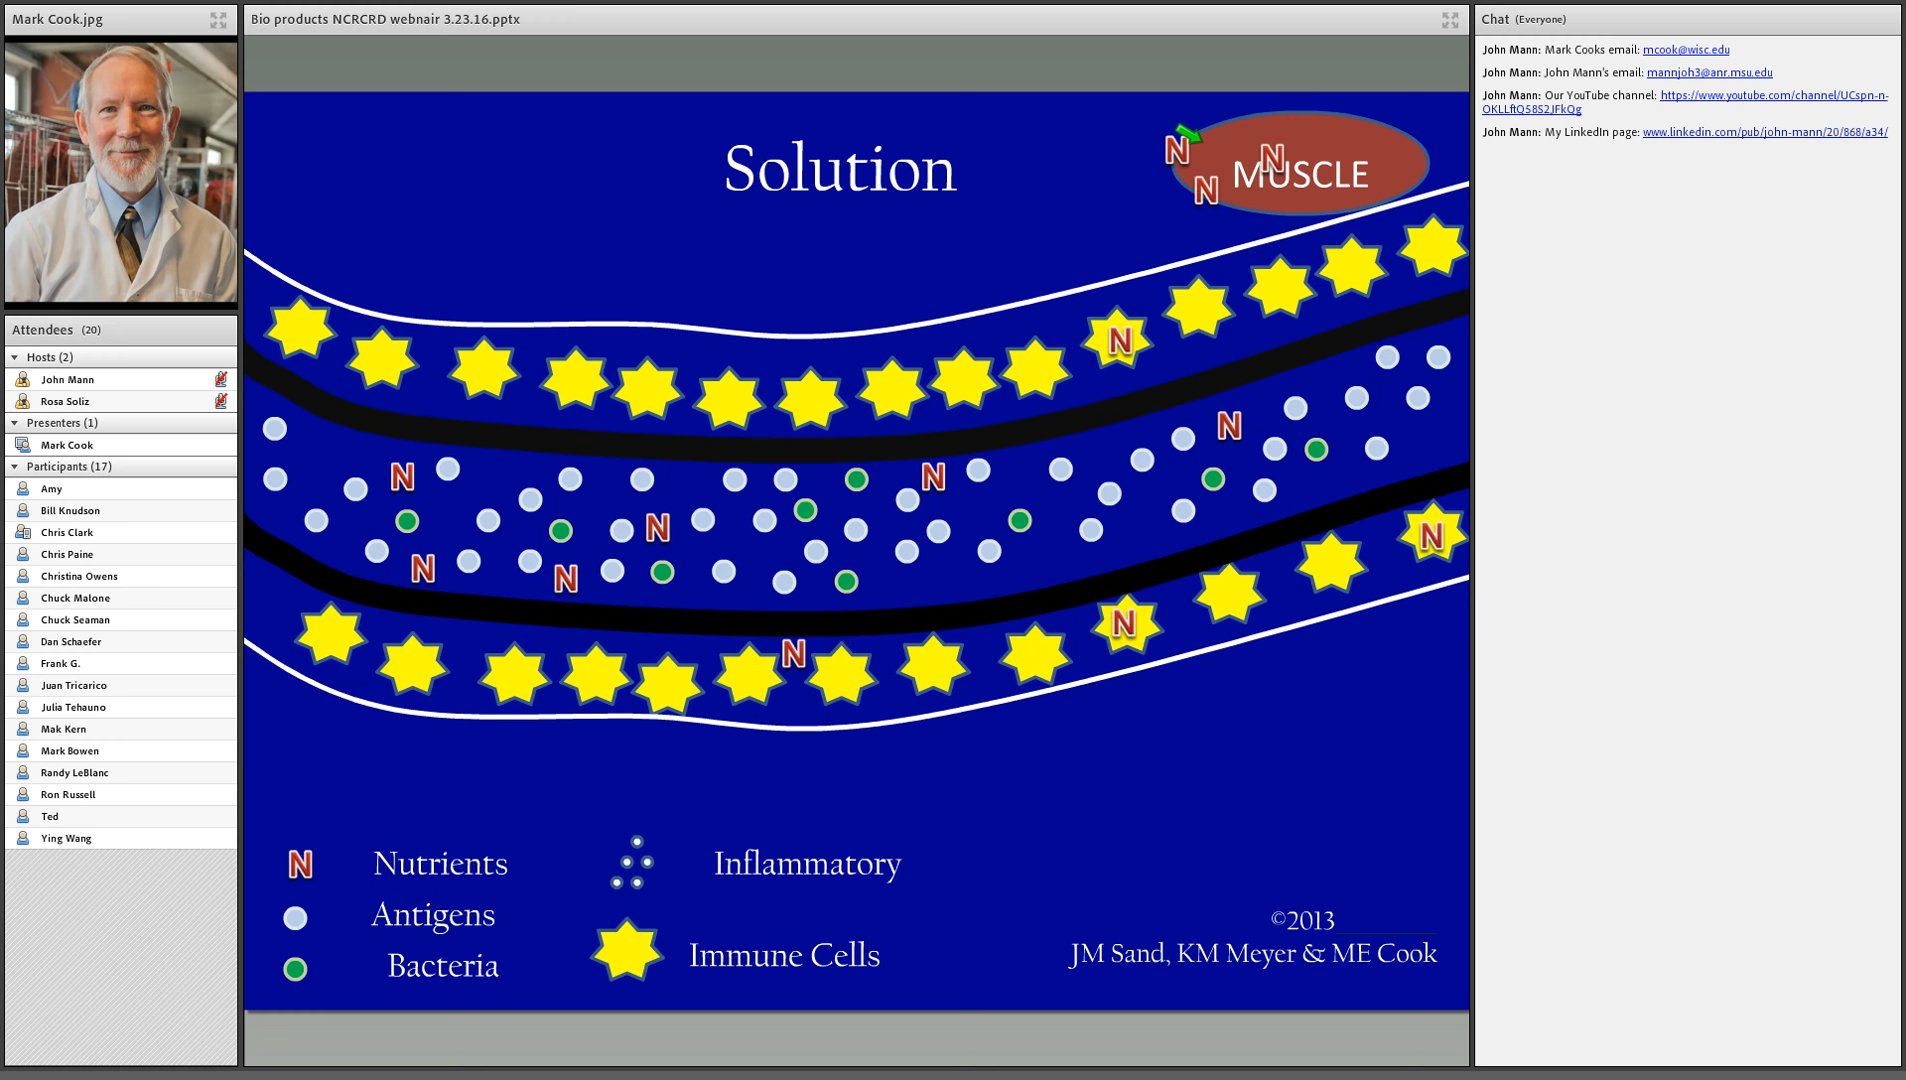 Mark Cook.jpg
Attendees (20)
Hosts (2)
John Mann
Rosa Soliz
Presenters (1)
Mark Cook
Participants (17)
Amy
Bill Knudson
Chris Clark
Chris Paine
Christina Owens
Chuck Malone
Chuck Seaman
Dan Schaefer
Frank G.
Juan Tricarico
Julia Tehauno
Mak Kern
Mark Bowen
Randy LeBlanc
Ron Russell
Ted
Ying Wang
Bio products NCRCRD webnair 3.23.16.pptx
Solution
N
N
N
MUSCLE
N
N
N
N
N
N
N
N
N
N
N
N Nutrients
Inflammatory
Antigens
Bacteria
Immune Cells
©2013
JM Sand, KM Meyer & ME Cook
Chat (Everyone)
John Mann: Mark Cooks email: mcook@wisc.edu
John Mann: John Mann's email: mannjoh3@anr.msu.edu
John Mann: Our YouTube channel: https://www.youtube.com/channel/UCspn-n-
OKLLftQ58S2JFkQg
John Mann: My LinkedIn page: www.linkedin.com/pub/john-mann/20/868/a34/